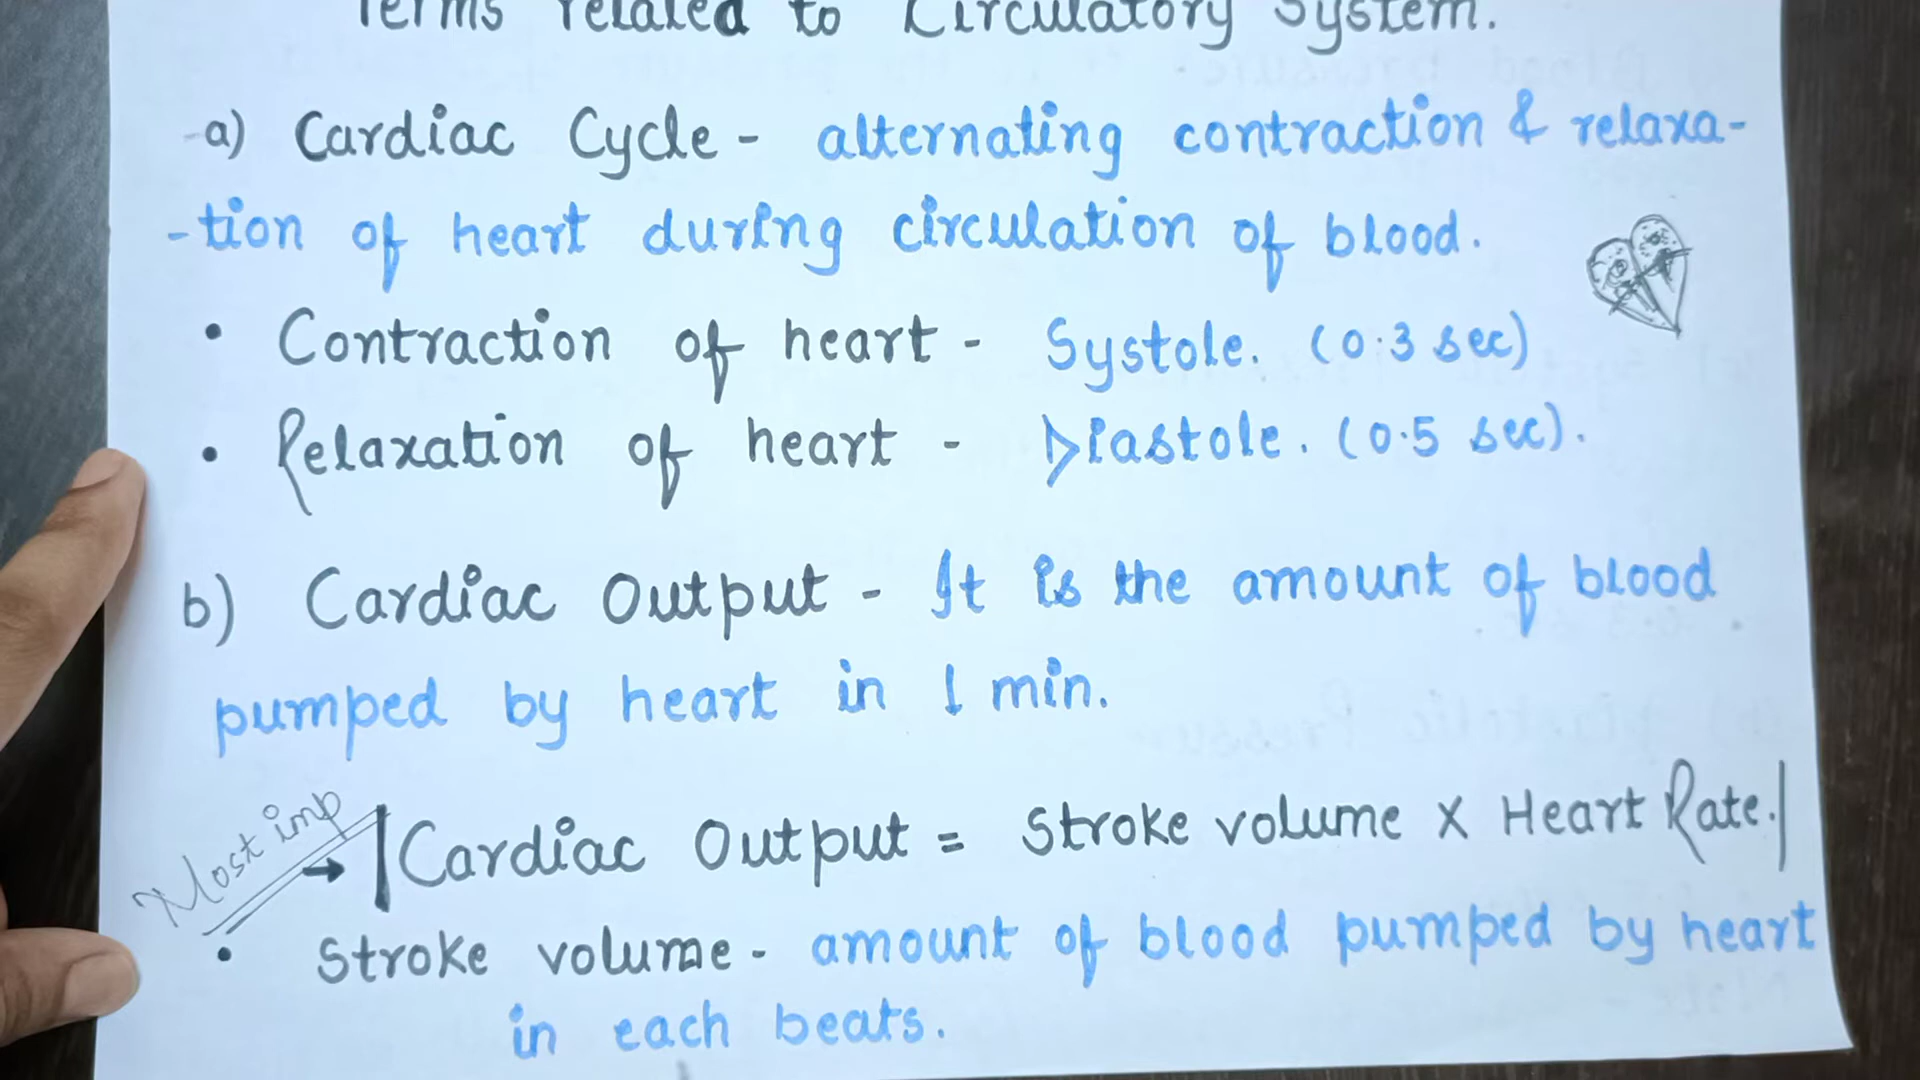 Terms related to Circulatory System.
a) Cardiac Cycle - alternating contraction & relaxa-
-tion of heart during circulation of blood.
• Contraction of heart - Systole. (0.3 sec)
• Relaxation of heart - Diastole. (0.5 sec).
b) Cardiac Output - It is the amount of blood
pumped by heart in 1 min.
Most imp
→ |Cardiac Output = Stroke volume x Heart Rate.|
• Stroke volume - amount of blood pumped by heart
in each beats.